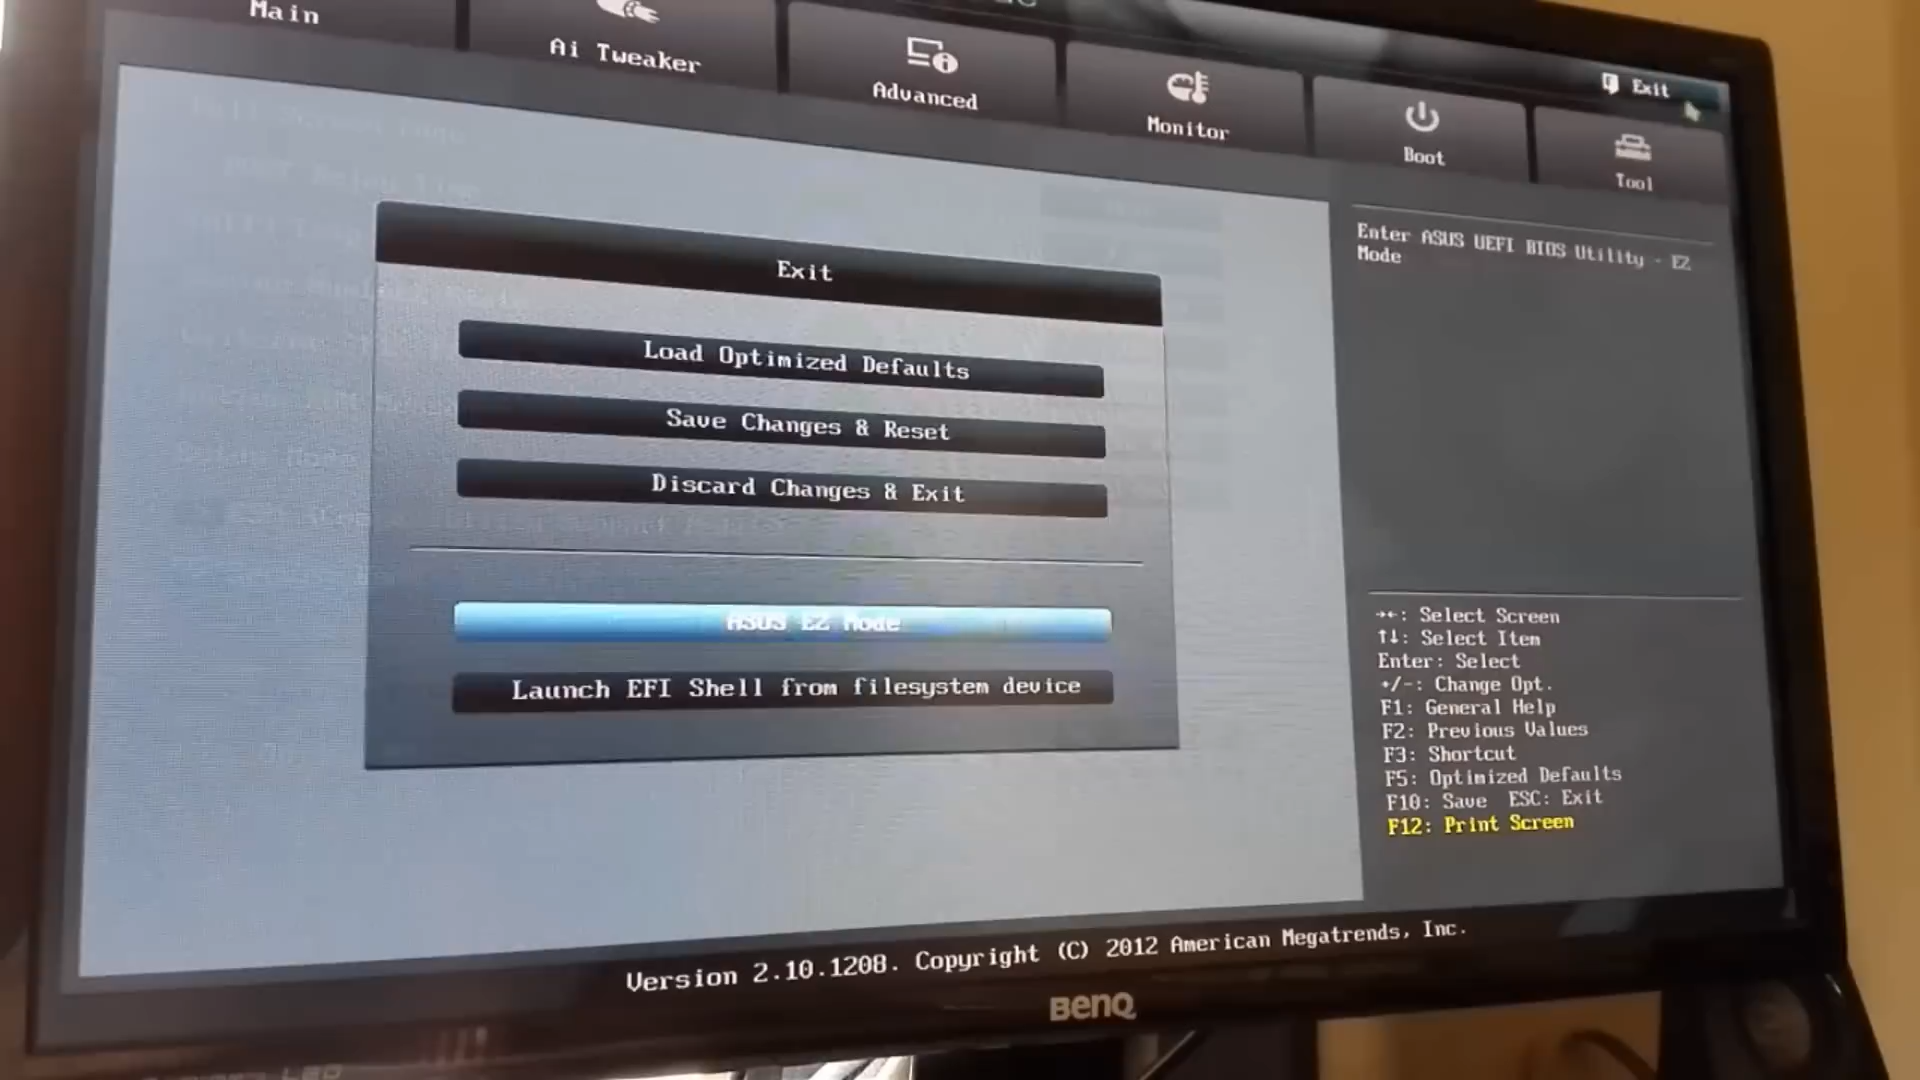 Main
Ai Tweaker
Advanced
Monitor
Boot
Tool
Exit
Exit
Load Optimized Defaults
Save Changes & Reset
Discard Changes & Exit
ASUS EZ Mode
Launch EFI Shell from filesystem device
Enter ASUS UEFI BIOS Utility - EZ
Mode
→←: Select Screen
↑↓: Select Item
Enter: Select
+/-: Change Opt.
F1: General Help
F2: Previous Values
F3: Shortcut
F5: Optimized Defaults
F10: Save ESC: Exit
F12: Print Screen
Version 2.10.1208. Copyright (C) 2012 American Megatrends, Inc.
BenQ